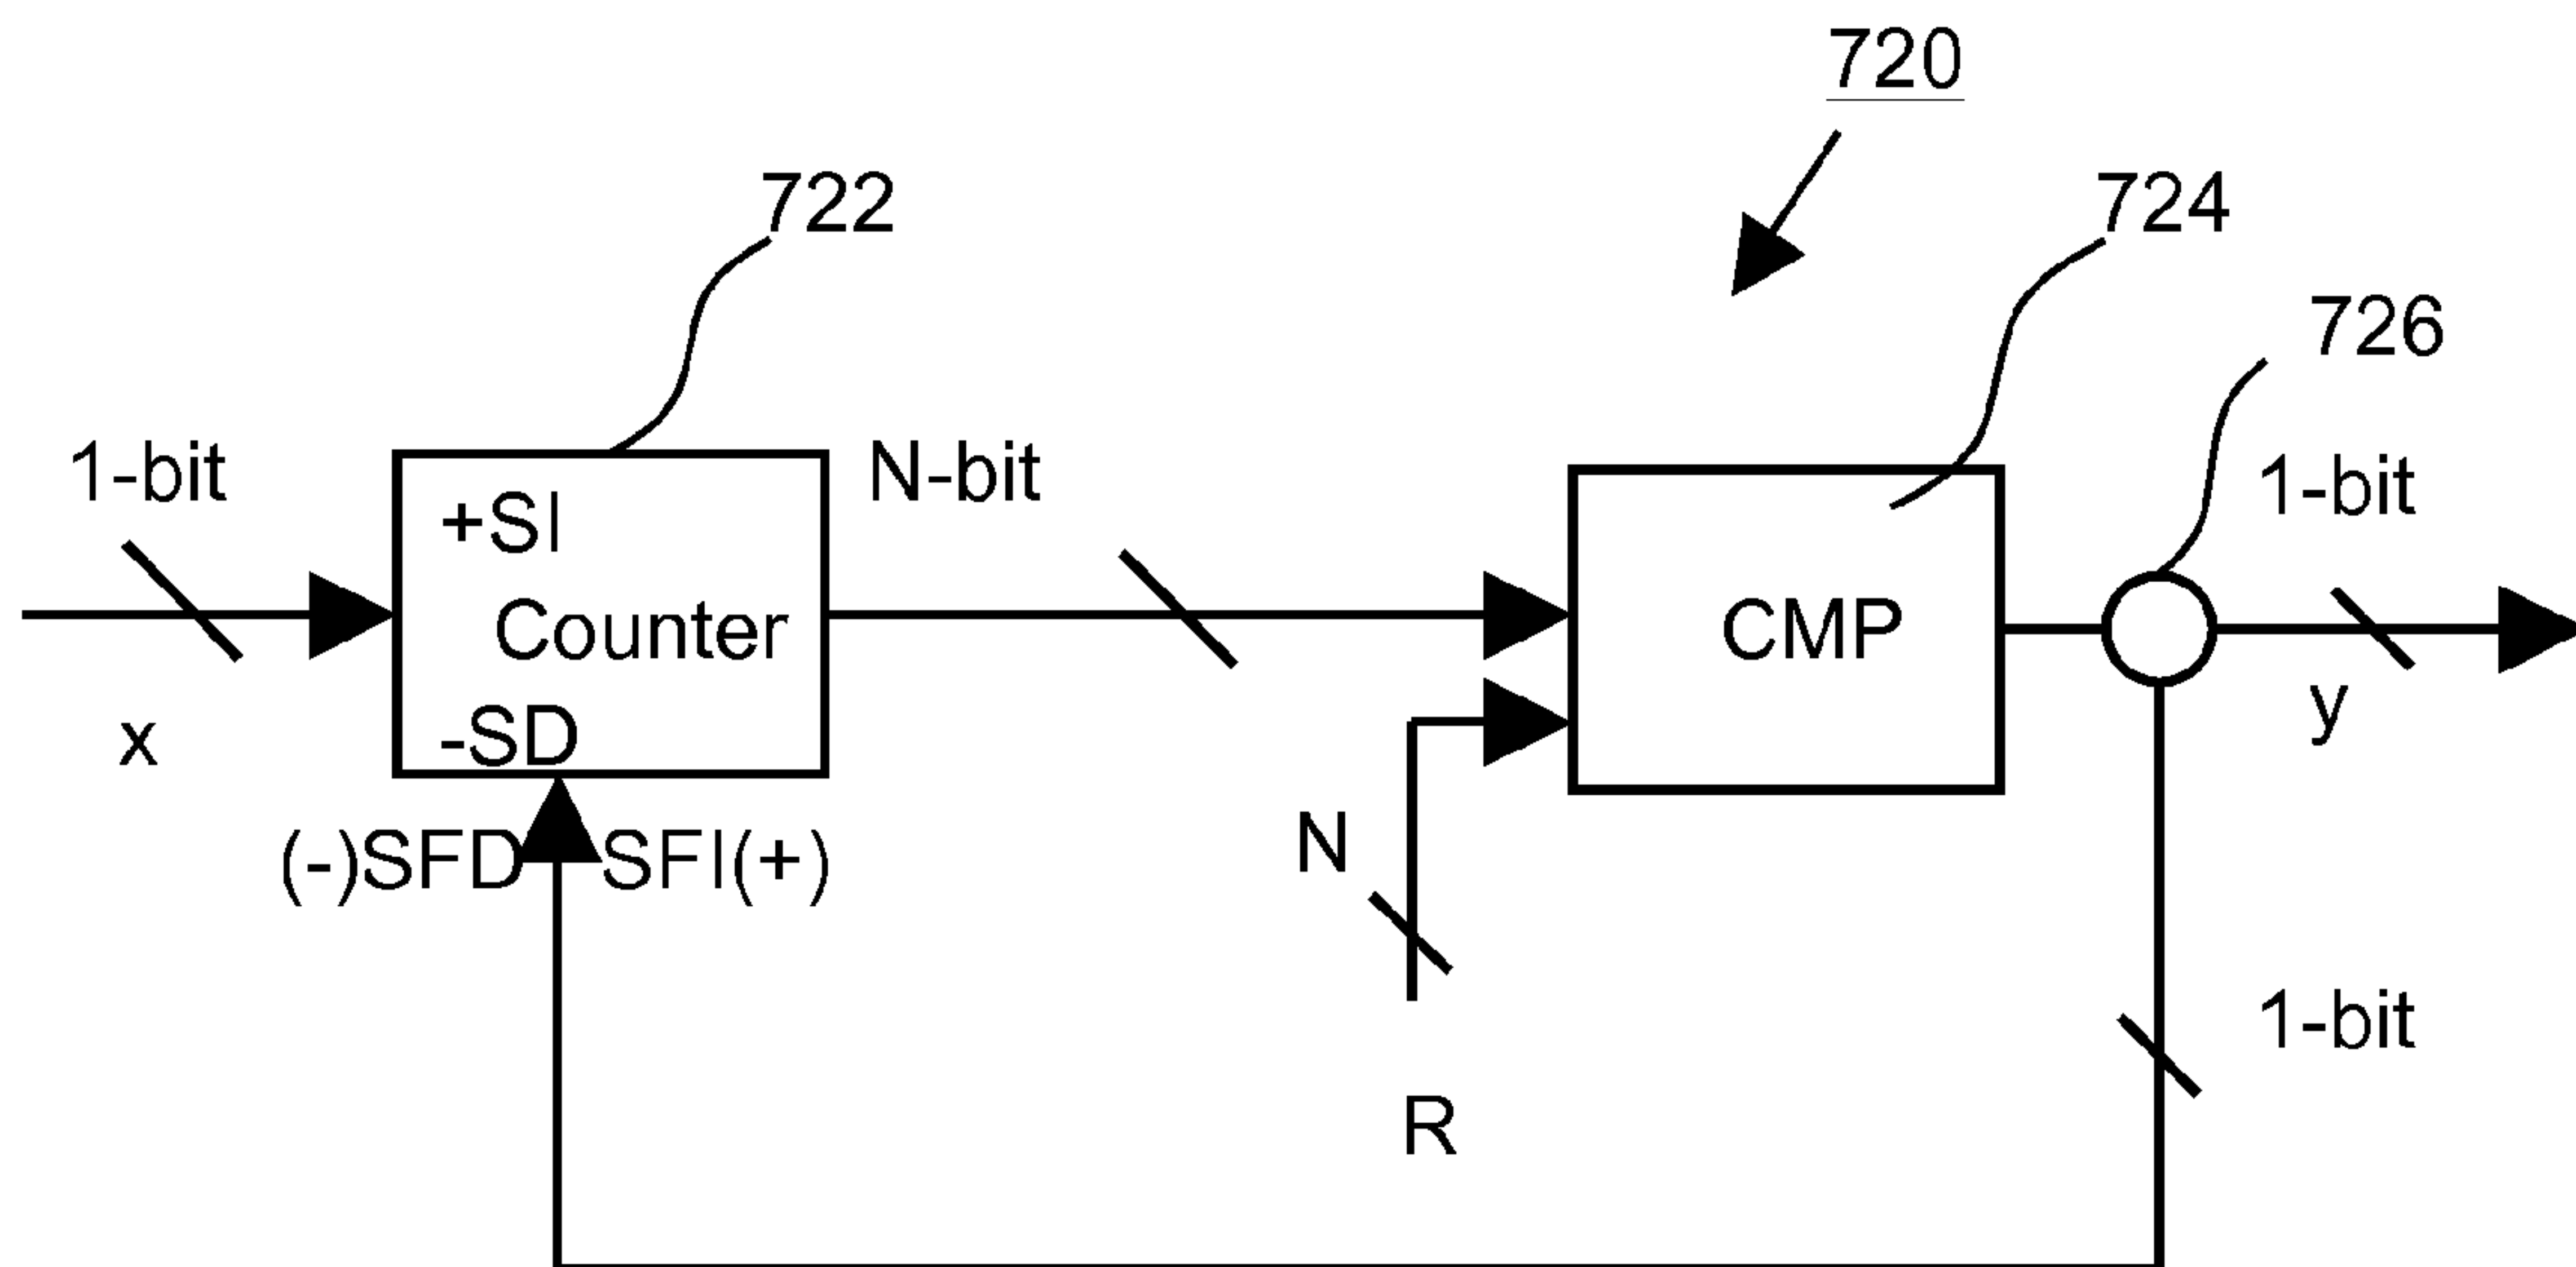 720
722
724
726
1-bit
N-bit
1-bit
+SI
Counter
CMP
x
-SD
y
(-)SFD
SFI(+)
N
1-bit
R